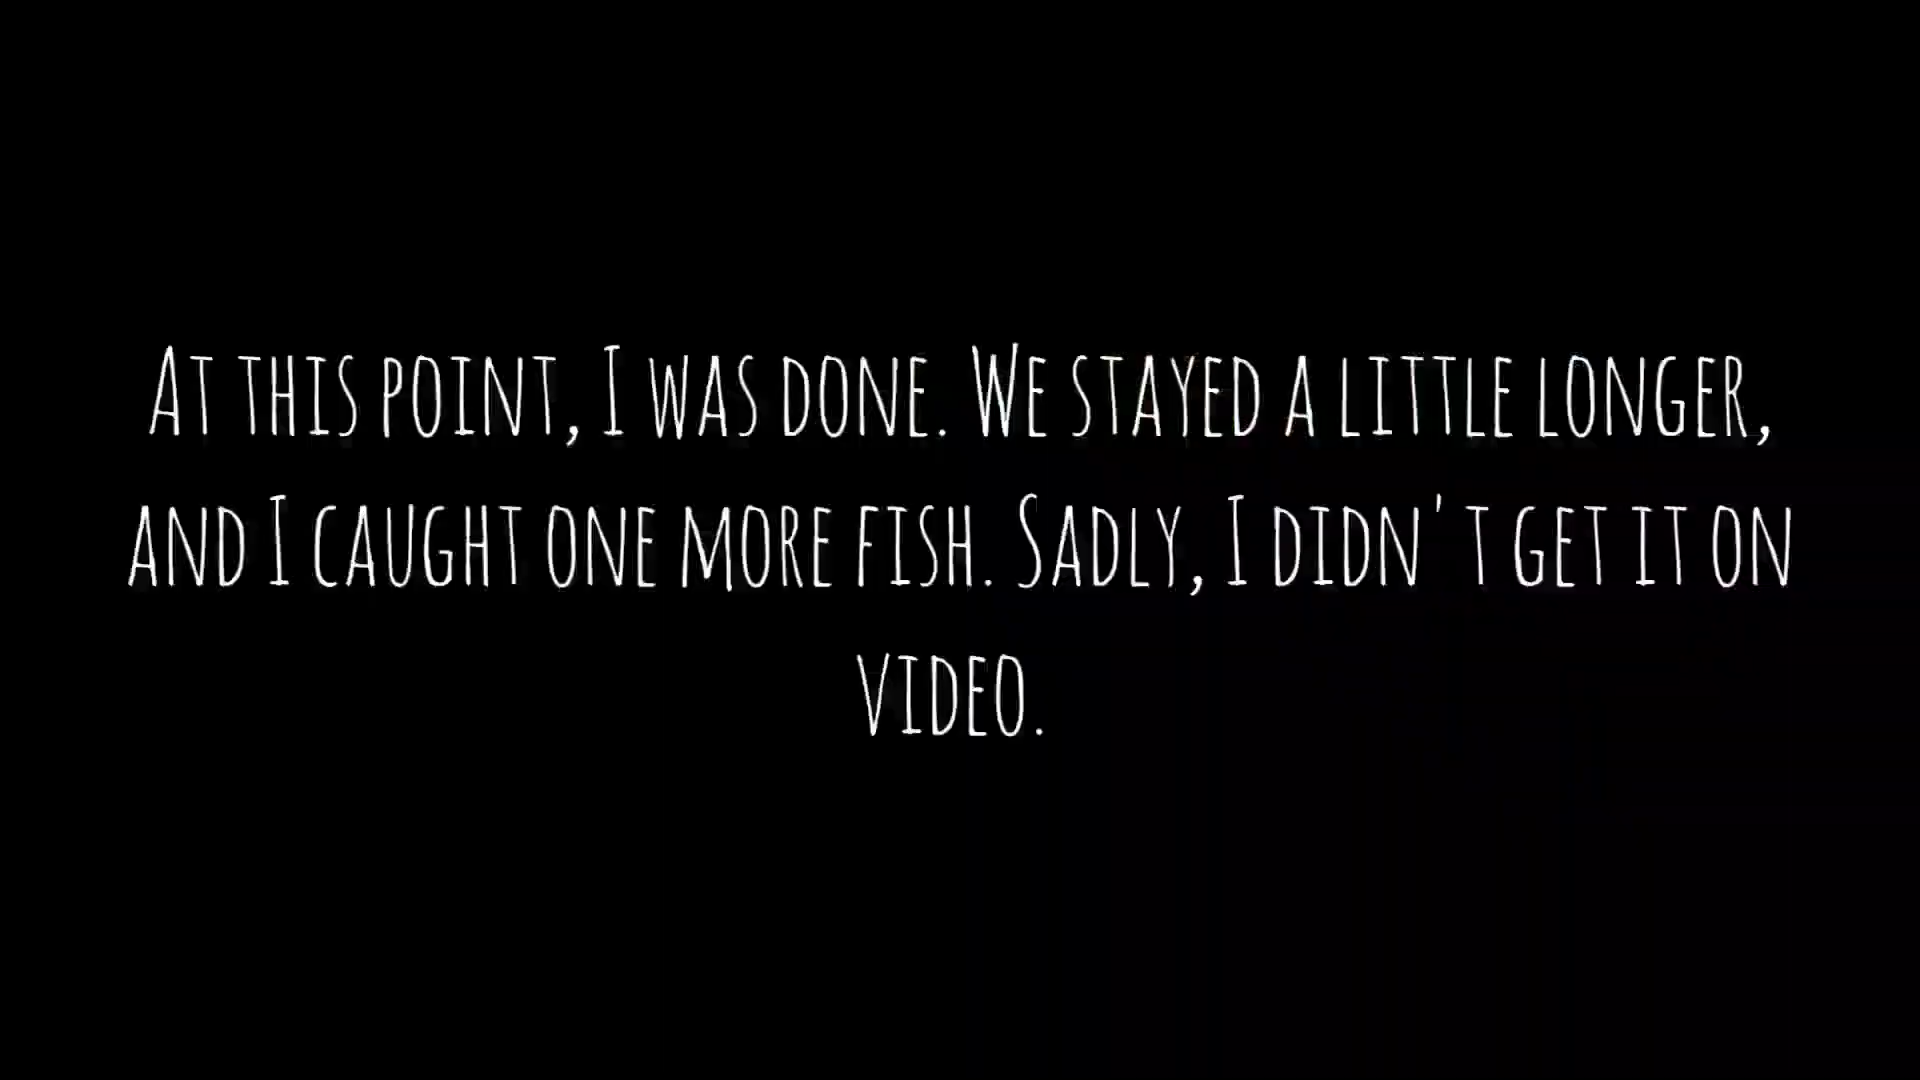 At this point, I was done. We stayed a little longer,
and I caught one more fish. Sadly, I didn't get it on
video.